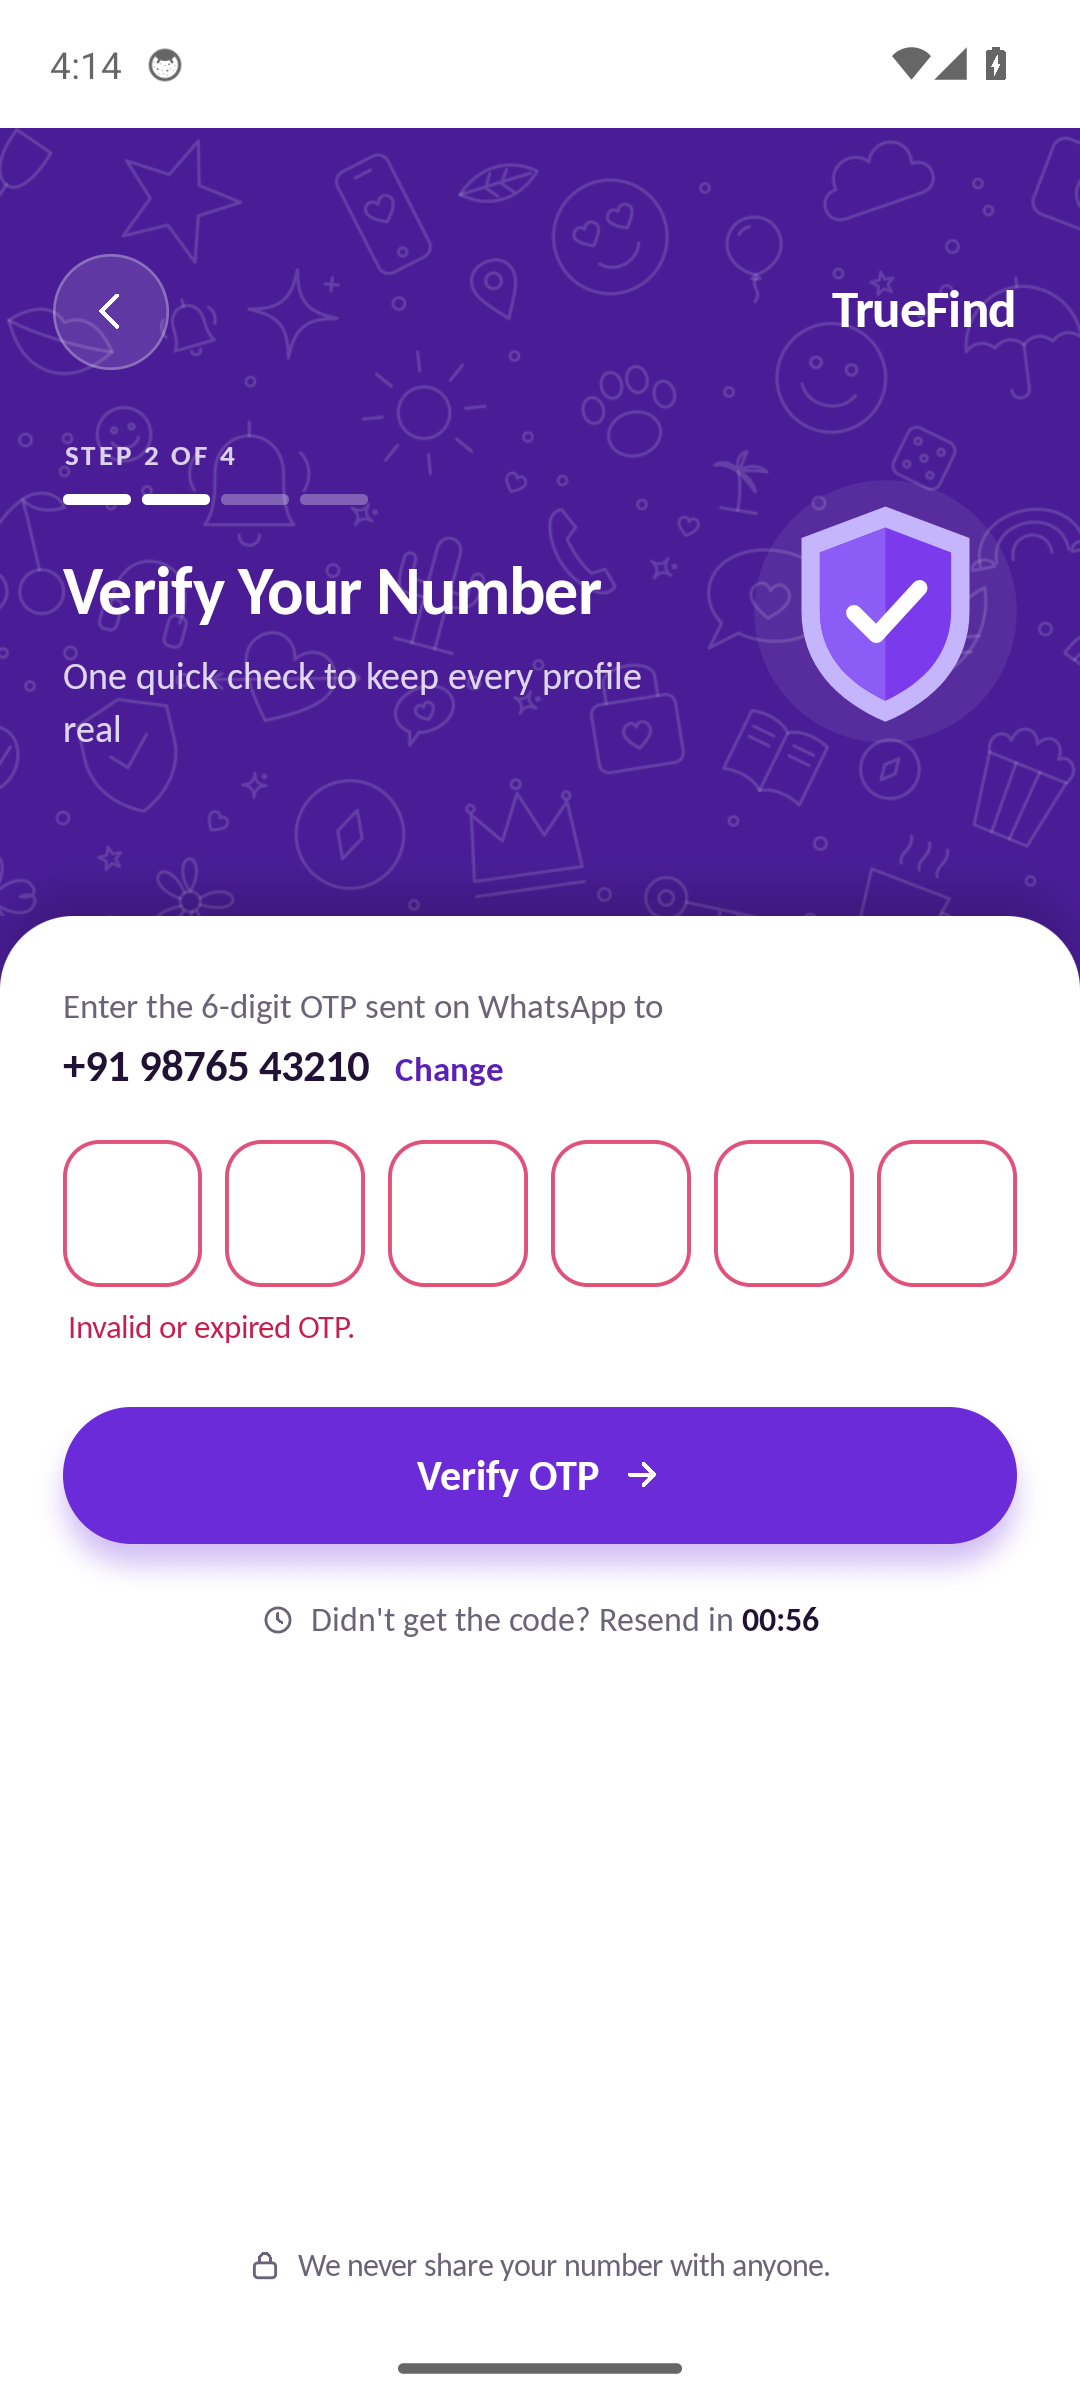 4:14
TrueFind
STEP 2 OF 4
Verify Your Number
One quick check to keep every profile
real
Enter the 6-digit OTP sent on WhatsApp to
+91 98765 43210 Change
Invalid or expired OTP.
Verify OTP →
Didn't get the code? Resend in 00:56
We never share your number with anyone.